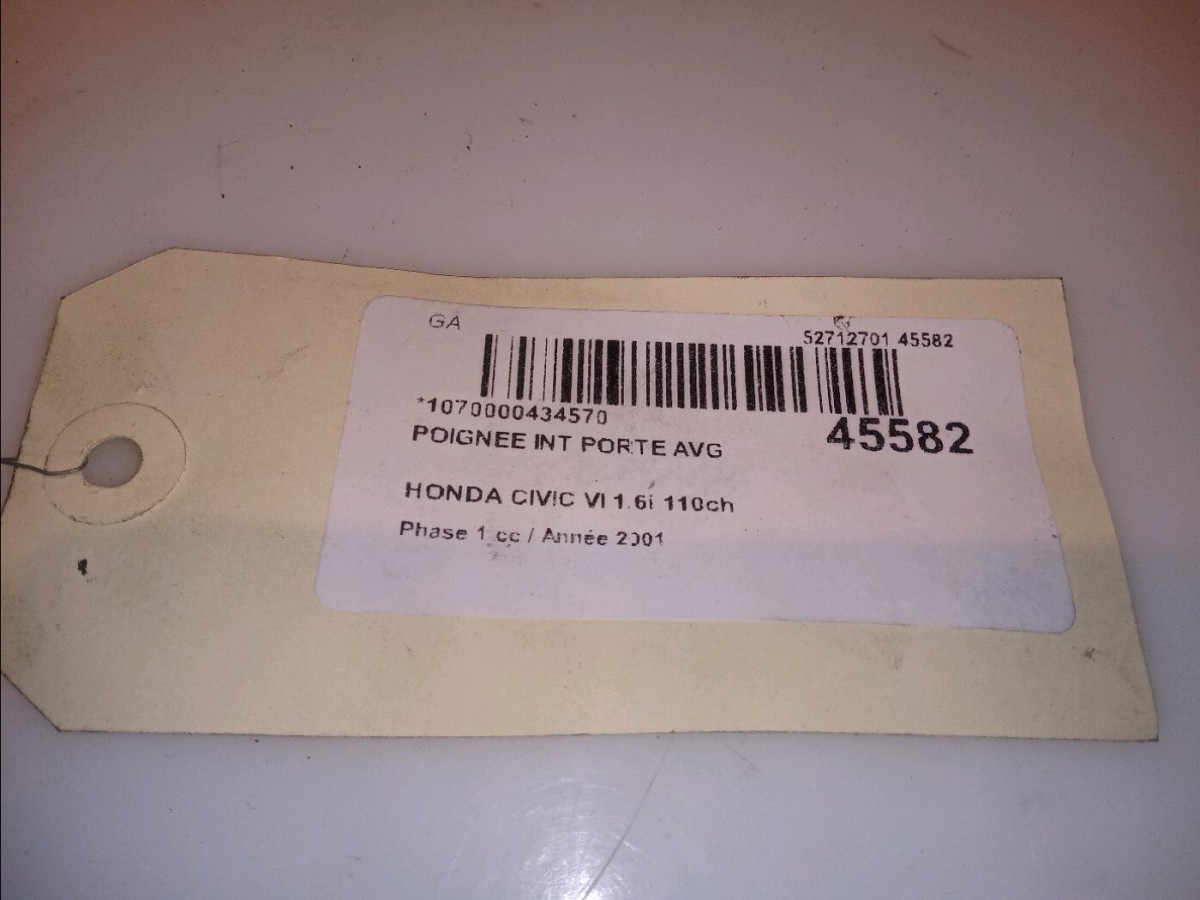 GA
52712701 45582
*1070000434570
45582
POIGNEE INT PORTE AVG
HONDA CIVIC VI 1.6i 110ch
Phase 1 cc / Année 2001